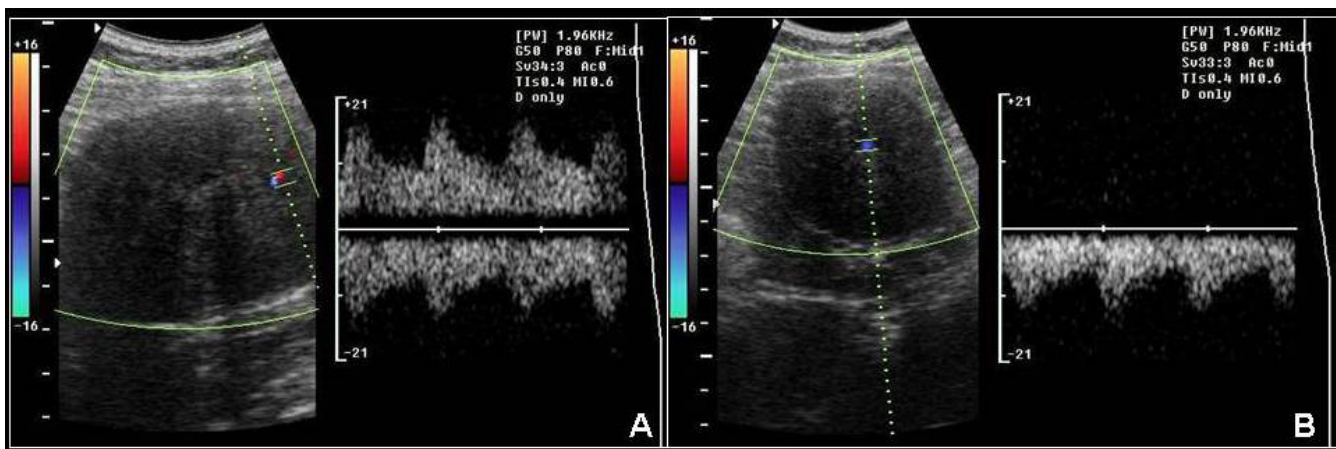 [PW] 1.96KHz
G50 P80 F:Mid1
Sv34:3 Ac0
TIs0.4 MI0.6
D only
+16
-16
+21
-21
A
[PW] 1.96KHz
G50 P80 F:Mid1
Sv33:3 Ac0
TIs0.4 MI0.6
D only
+16
-16
+21
-21
B